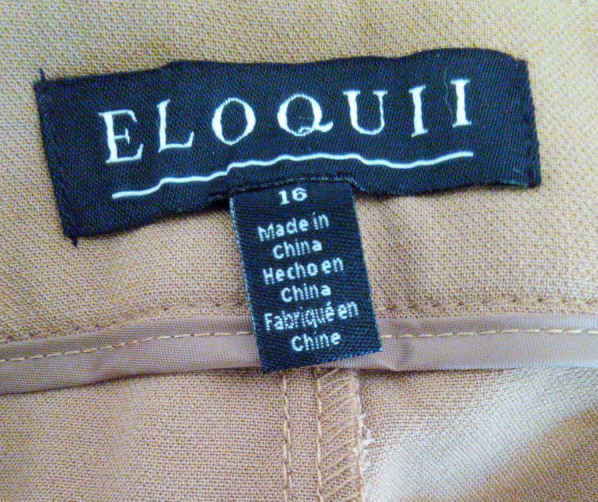 ELOQUII
16
Made in
China
Hecho en
China
Fabriqué en
Chine